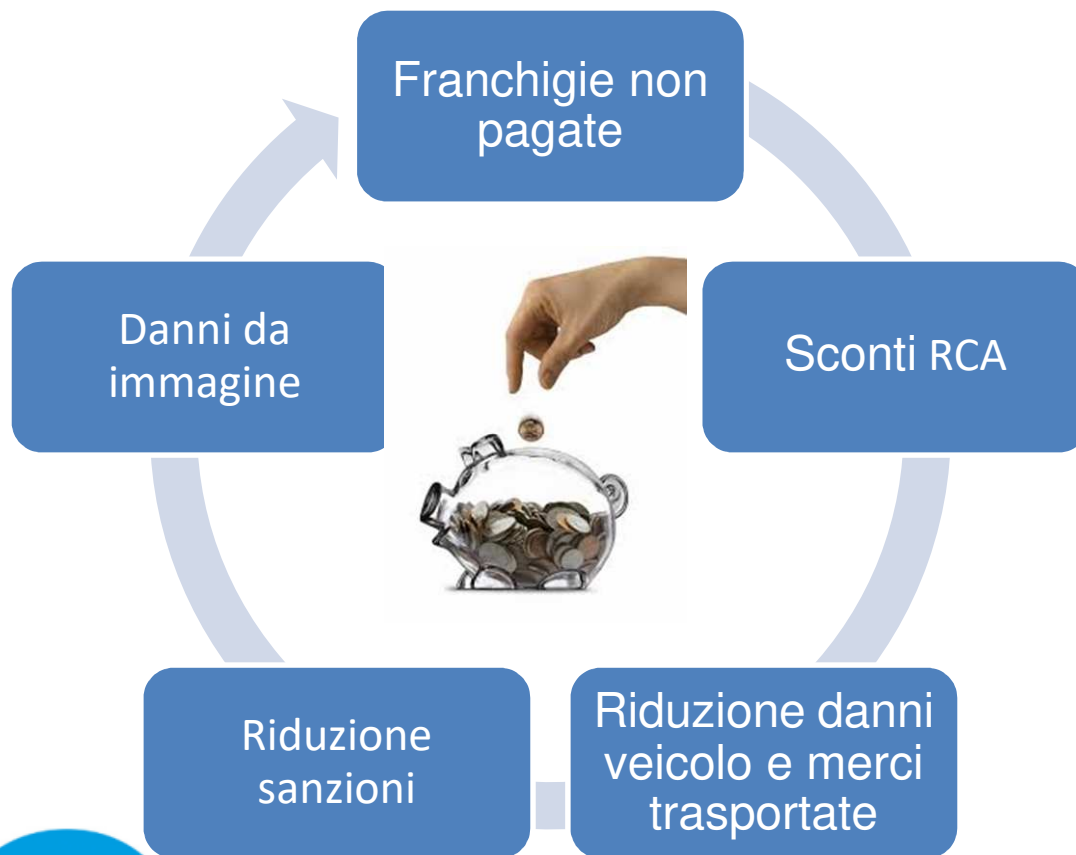 Franchigie non
pagate
Sconti RCA
Riduzione danni
veicolo e merci
trasportate
Riduzione
sanzioni
Danni da
immagine